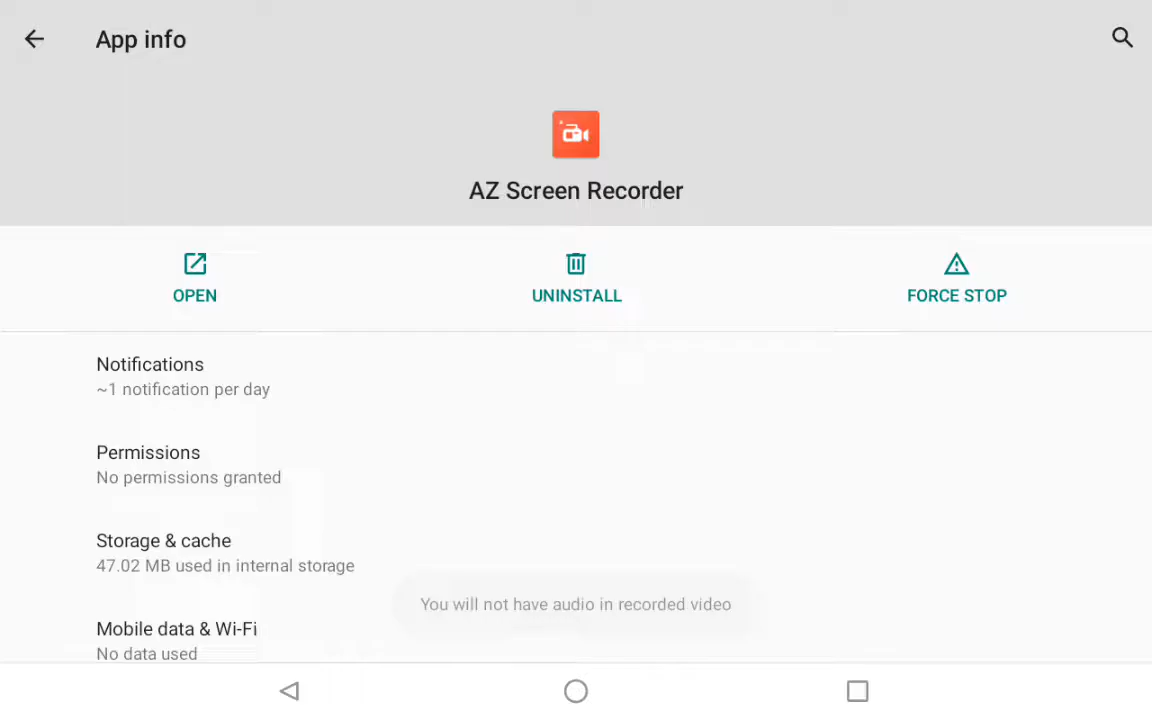 App info
AZ Screen Recorder
OPEN
UNINSTALL
FORCE STOP
Notifications
~1 notification per day
Permissions
No permissions granted
Storage & cache
47.02 MB used in internal storage
You will not have audio in recorded video
Mobile data & Wi-Fi
No data used